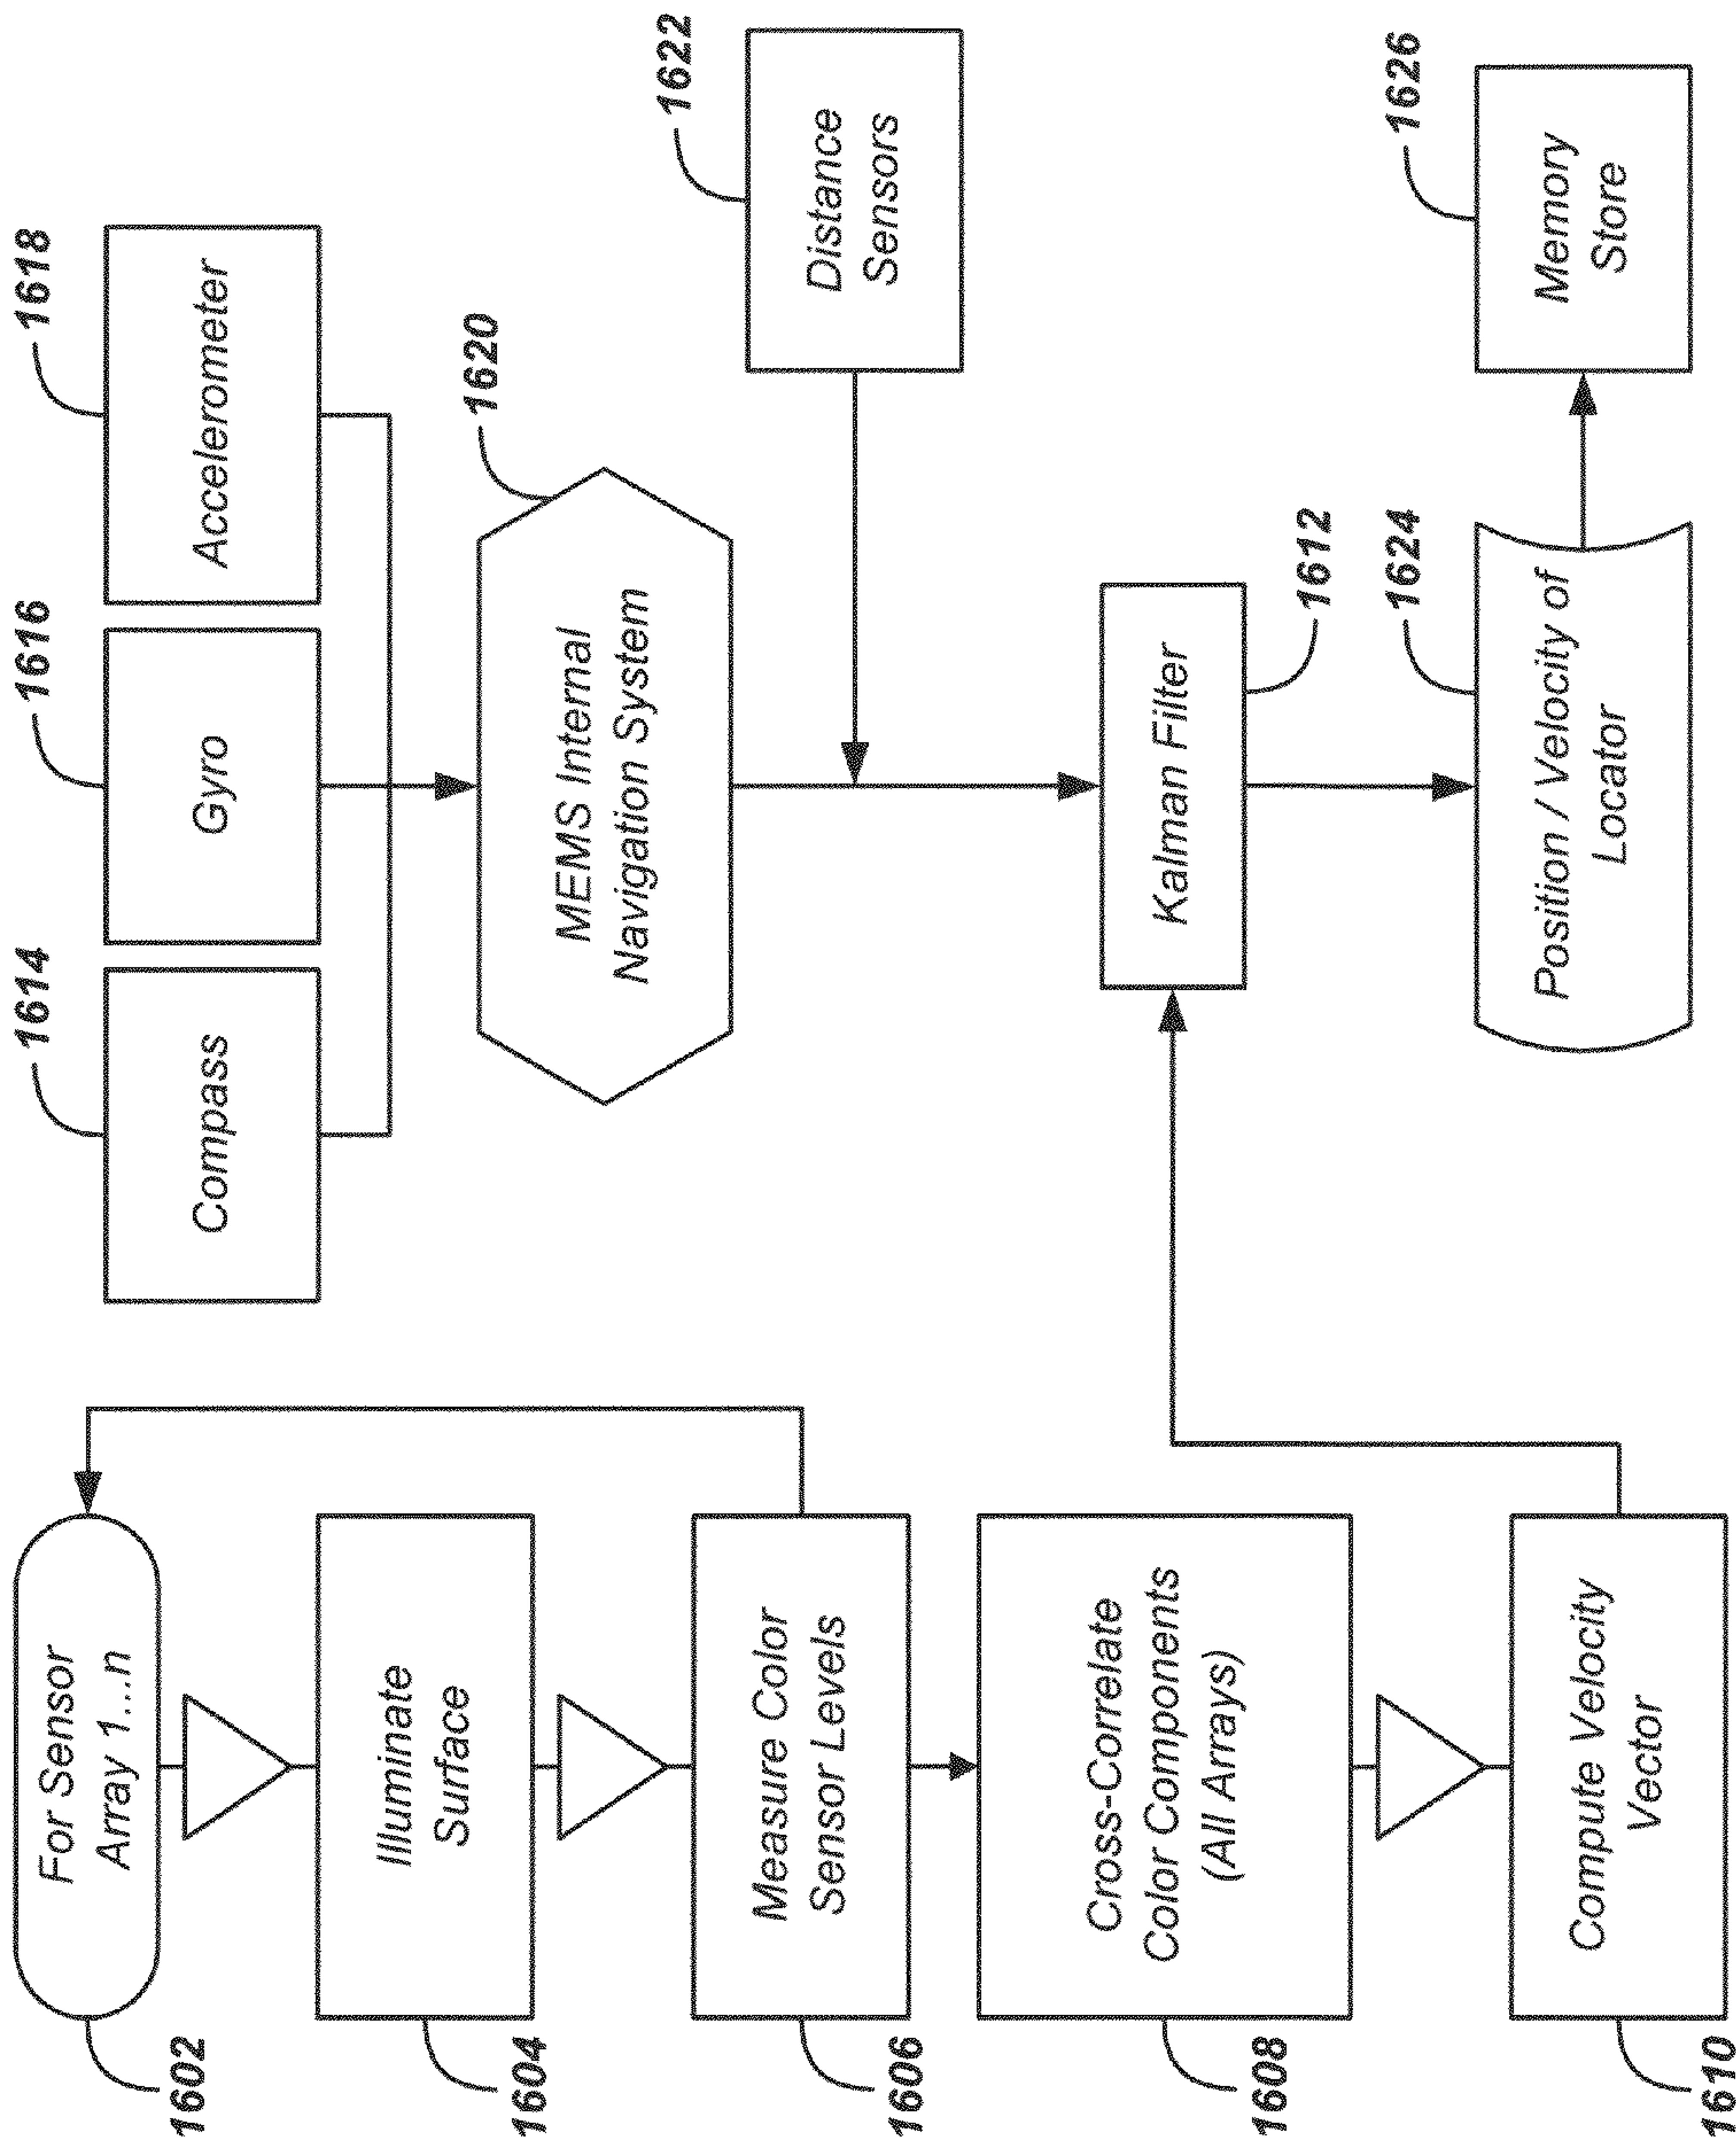 1602
For Sensor
Array 1...n
1604
Illuminate
Surface
1606
Measure Color
Sensor Levels
1608
Cross-Correlate
Color Components
(All Arrays)
1610
Compute Velocity
Vector
1614
Compass
1616
Gyro
1618
Accelerometer
1620
MEMS Internal
Navigation System
1622
Distance
Sensors
Kalman Filter
1612
1624
Position / Velocity of
Locator
1626
Memory
Store